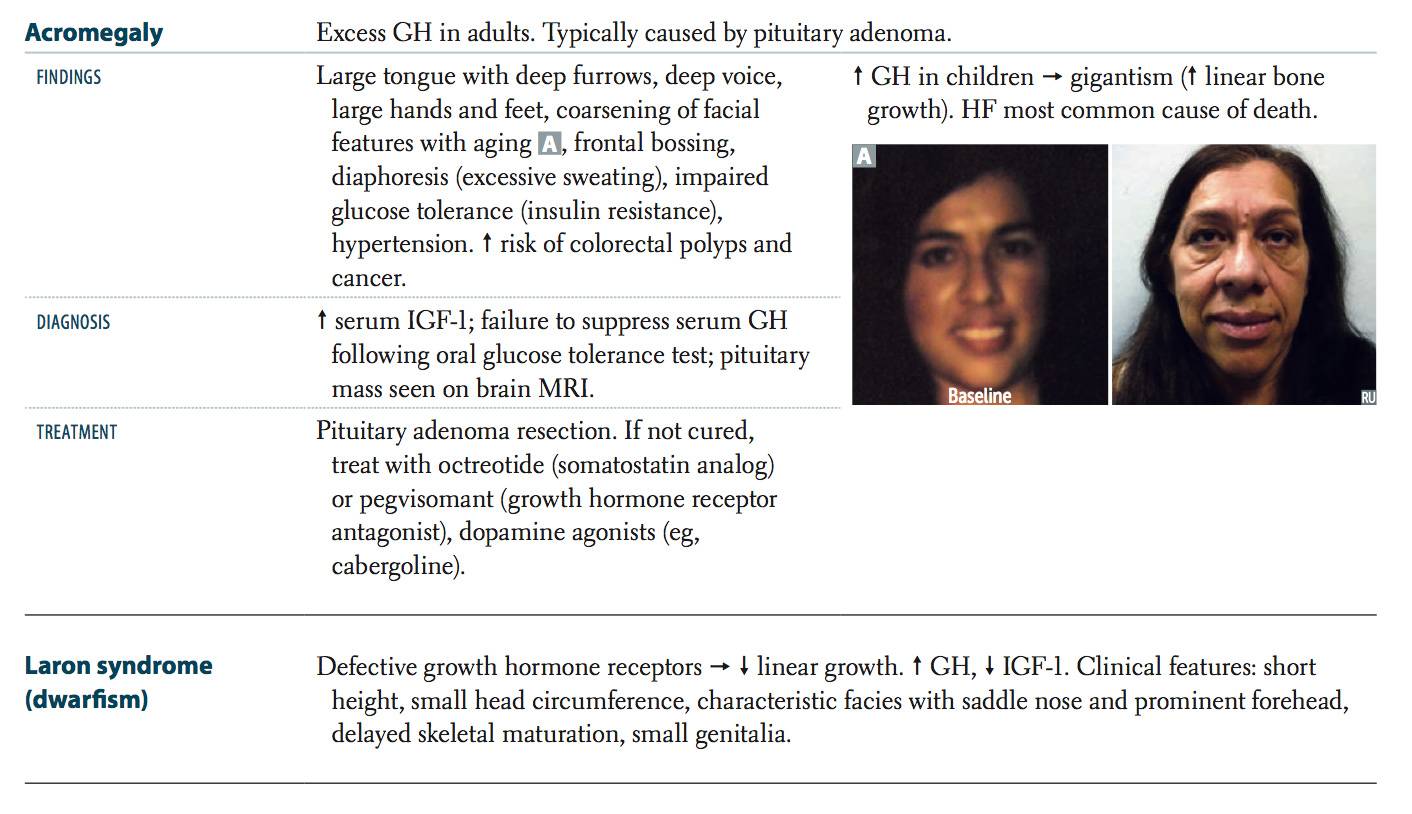 Acromegaly
Excess GH in adults. Typically caused by pituitary adenoma.
FINDINGS
Large tongue with deep furrows, deep voice,
large hands and feet, coarsening of facial
features with aging A, frontal bossing,
diaphoresis (excessive sweating), impaired
glucose tolerance (insulin resistance),
hypertension. ↑ risk of colorectal polyps and
cancer.
↑ GH in children → gigantism (↑ linear bone
growth). HF most common cause of death.
A
Baseline
RU
DIAGNOSIS
↑ serum IGF-1; failure to suppress serum GH
following oral glucose tolerance test; pituitary
mass seen on brain MRI.
TREATMENT
Pituitary adenoma resection. If not cured,
treat with octreotide (somatostatin analog)
or pegvisomant (growth hormone receptor
antagonist), dopamine agonists (eg,
cabergoline).
Laron syndrome
(dwarfism)
Defective growth hormone receptors → ↓ linear growth. ↑ GH, ↓ IGF-1. Clinical features: short
height, small head circumference, characteristic facies with saddle nose and prominent forehead,
delayed skeletal maturation, small genitalia.